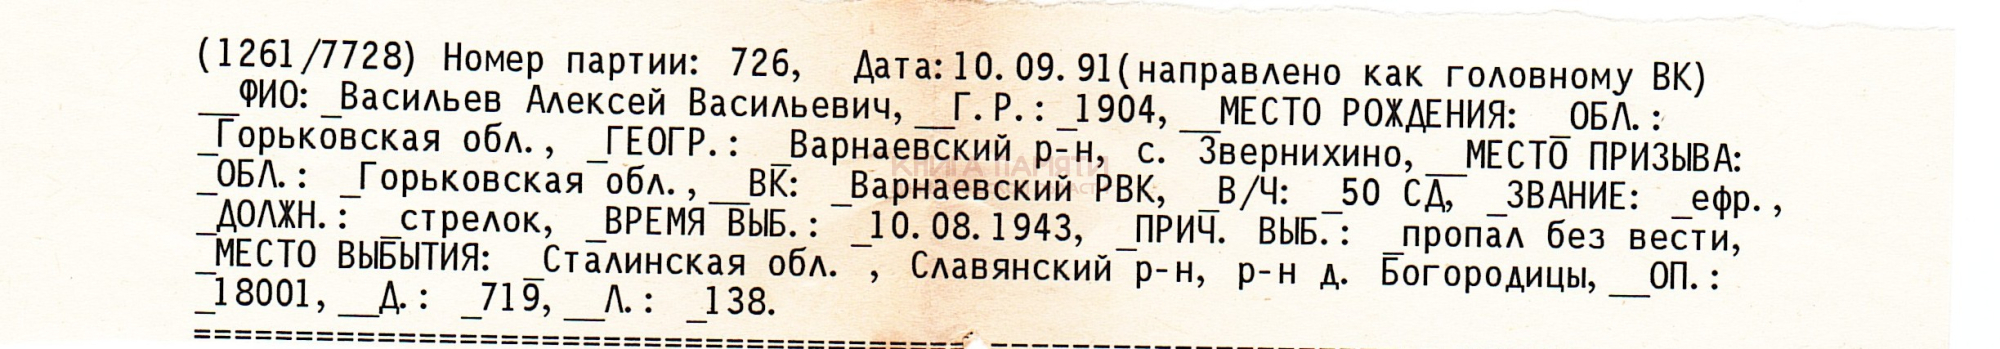 (1261/7728) Номер партии: 726, Дата:10.09.91(направлено как головному ВК)
__ФИО: _Васильев Алексей Васильевич, __Г.Р.: _1904, __МЕСТО РОЖДЕНИЯ: _ОБЛ.:
_Горьковская обл., _ГЕОГР.: _Варнаевский р-н, с. Звернихино, __МЕСТО ПРИЗЫВА:
_ОБЛ.: _Горьковская обл., __ВК: _Варнаевский РВК, _В/Ч: _50 СД, _ЗВАНИЕ: _ефр.,
_ДОЛЖН.: _стрелок, _ВРЕМЯ ВЫБ.: _10.08.1943, _ПРИЧ. ВЫБ.: _пропал без вести,
_МЕСТО ВЫБЫТИЯ: _Сталинская обл. , Славянский р-н, р-н д. Богородицы, __ОП.:
_18001, __Д.: _719, __Л.: _138.